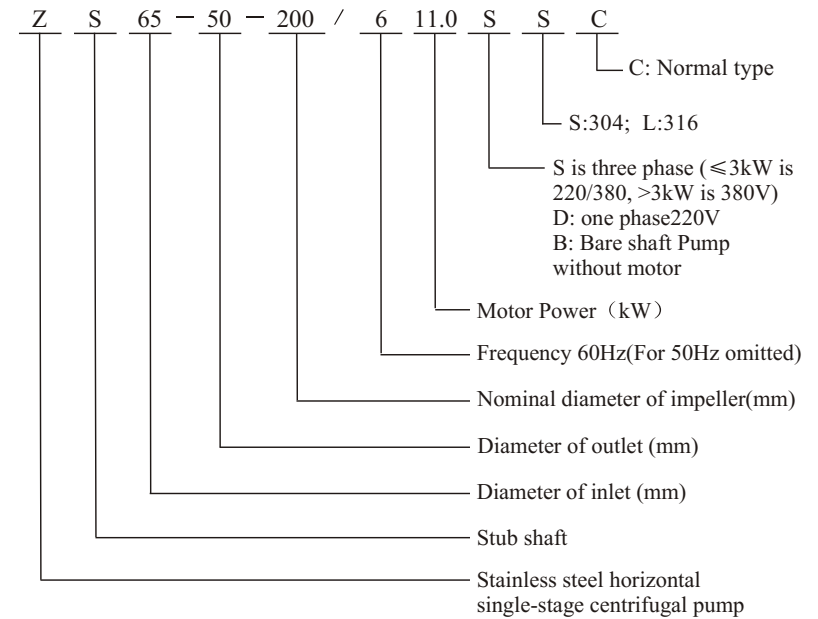 Z S 65 - 50 - 200 / 6 11.0 S S C
C: Normal type
S:304; L:316
S is three phase (≤3kW is
220/380, >3kW is 380V)
D: one phase220V
B: Bare shaft Pump
without motor
Motor Power（kW）
Frequency 60Hz(For 50Hz omitted)
Nominal diameter of impeller(mm)
Diameter of outlet (mm)
Diameter of inlet (mm)
Stub shaft
Stainless steel horizontal
single-stage centrifugal pump